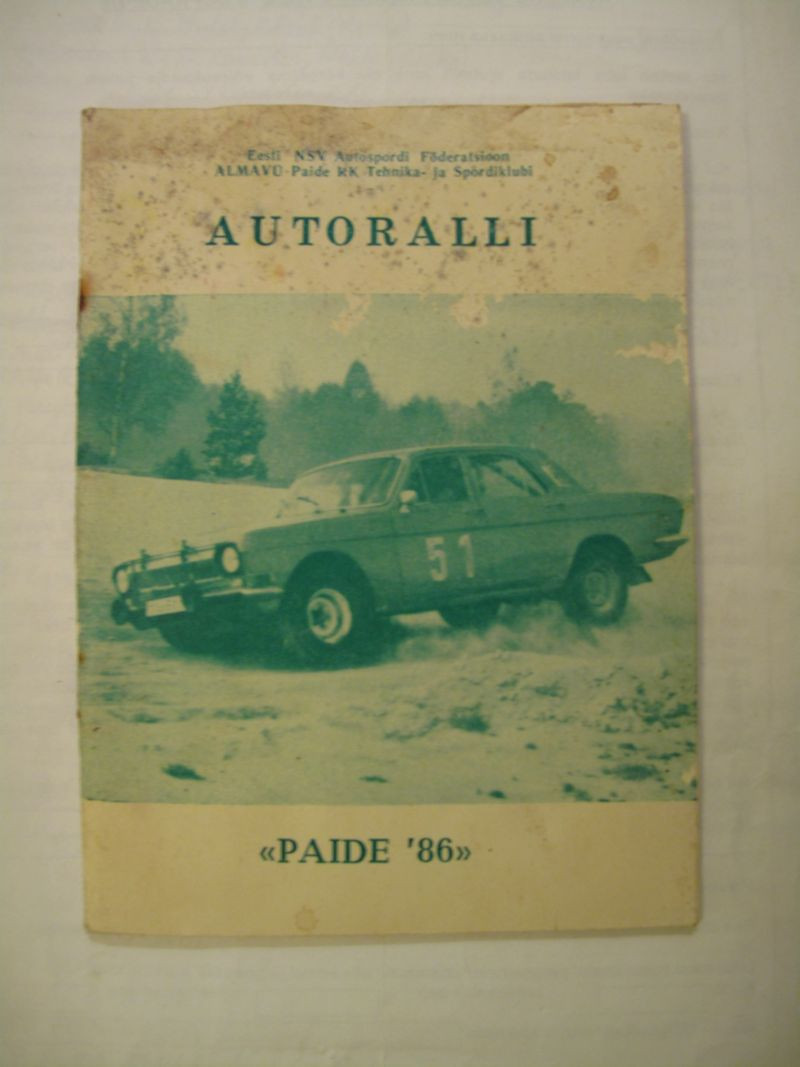 Eesti NSV Autospordi Föderatsioon
ALMAVÜ Paide RK Tehnika- ja Spordiklubi
AUTORALLI
51
«PAIDE '86»